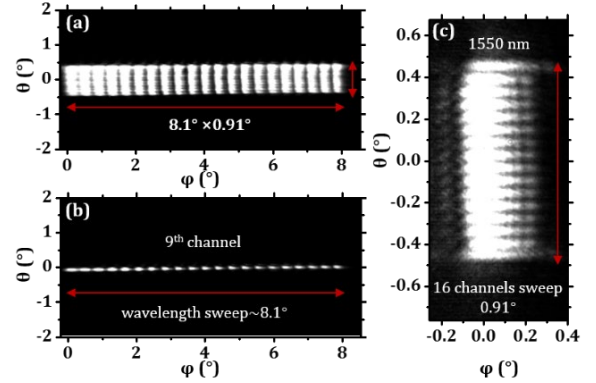 (a)
θ (°)
2
1
0
-1
-2
8.1° ×0.91°
0 2 4 6 8
φ (°)
(b)
θ (°)
2
1
0
-1
-2
9th channel
wavelength sweep~8.1°
0 2 4 6 8
φ (°)
(c)
1550 nm
θ (°)
0.6
0.4
0.2
0.0
-0.2
-0.4
-0.6
16 channels sweep
0.91°
-0.2 0.0 0.2 0.4
φ (°)